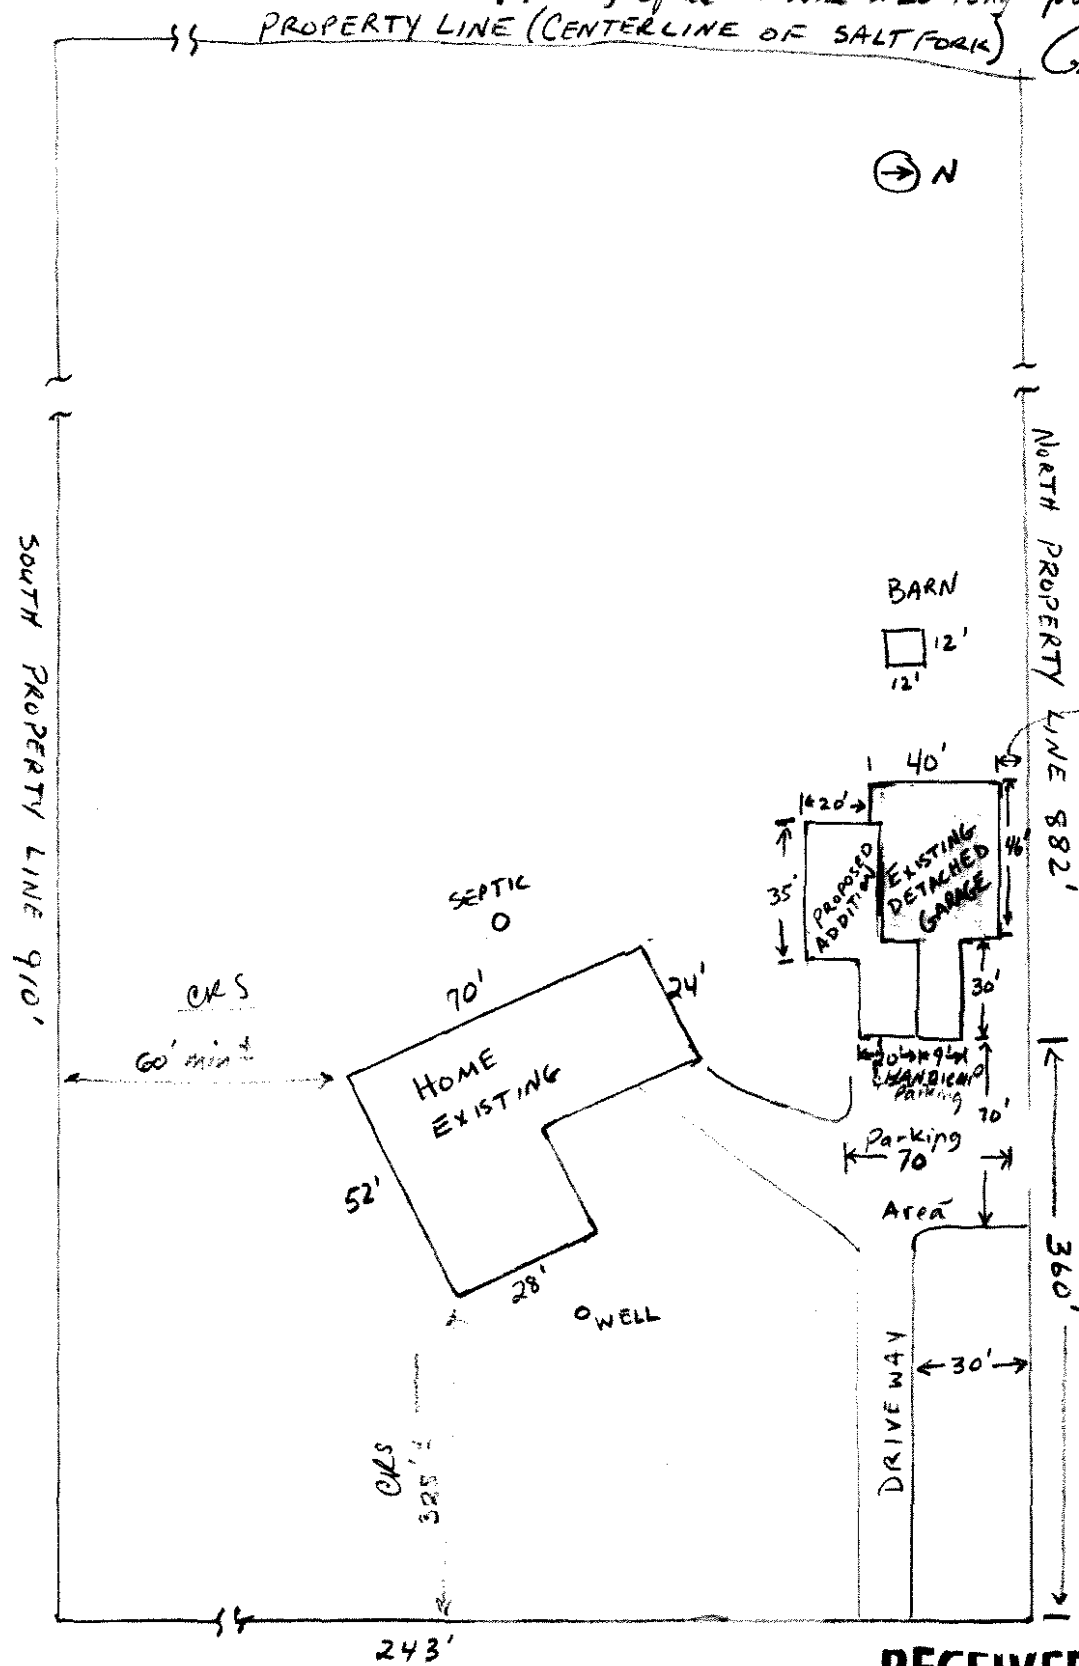 PROPERTY LINE (CENTERLINE OF SALT FORK)
N
NORTH PROPERTY LINE 882'
SOUTH PROPERTY LINE 910'
BARN
12'
12'
40'
20'
46'
35'
PROPOSED ADDITION
EXISTING DETACHED GARAGE
30'
SEPTIC
70'
24'
HOME
EXISTING
CRS
60' min ±
52'
28'
WELL
9'
Parking
70'
Parking
70
Area
360'
DRIVEWAY
30'
CRS
325' ±
243'
RECEIVED